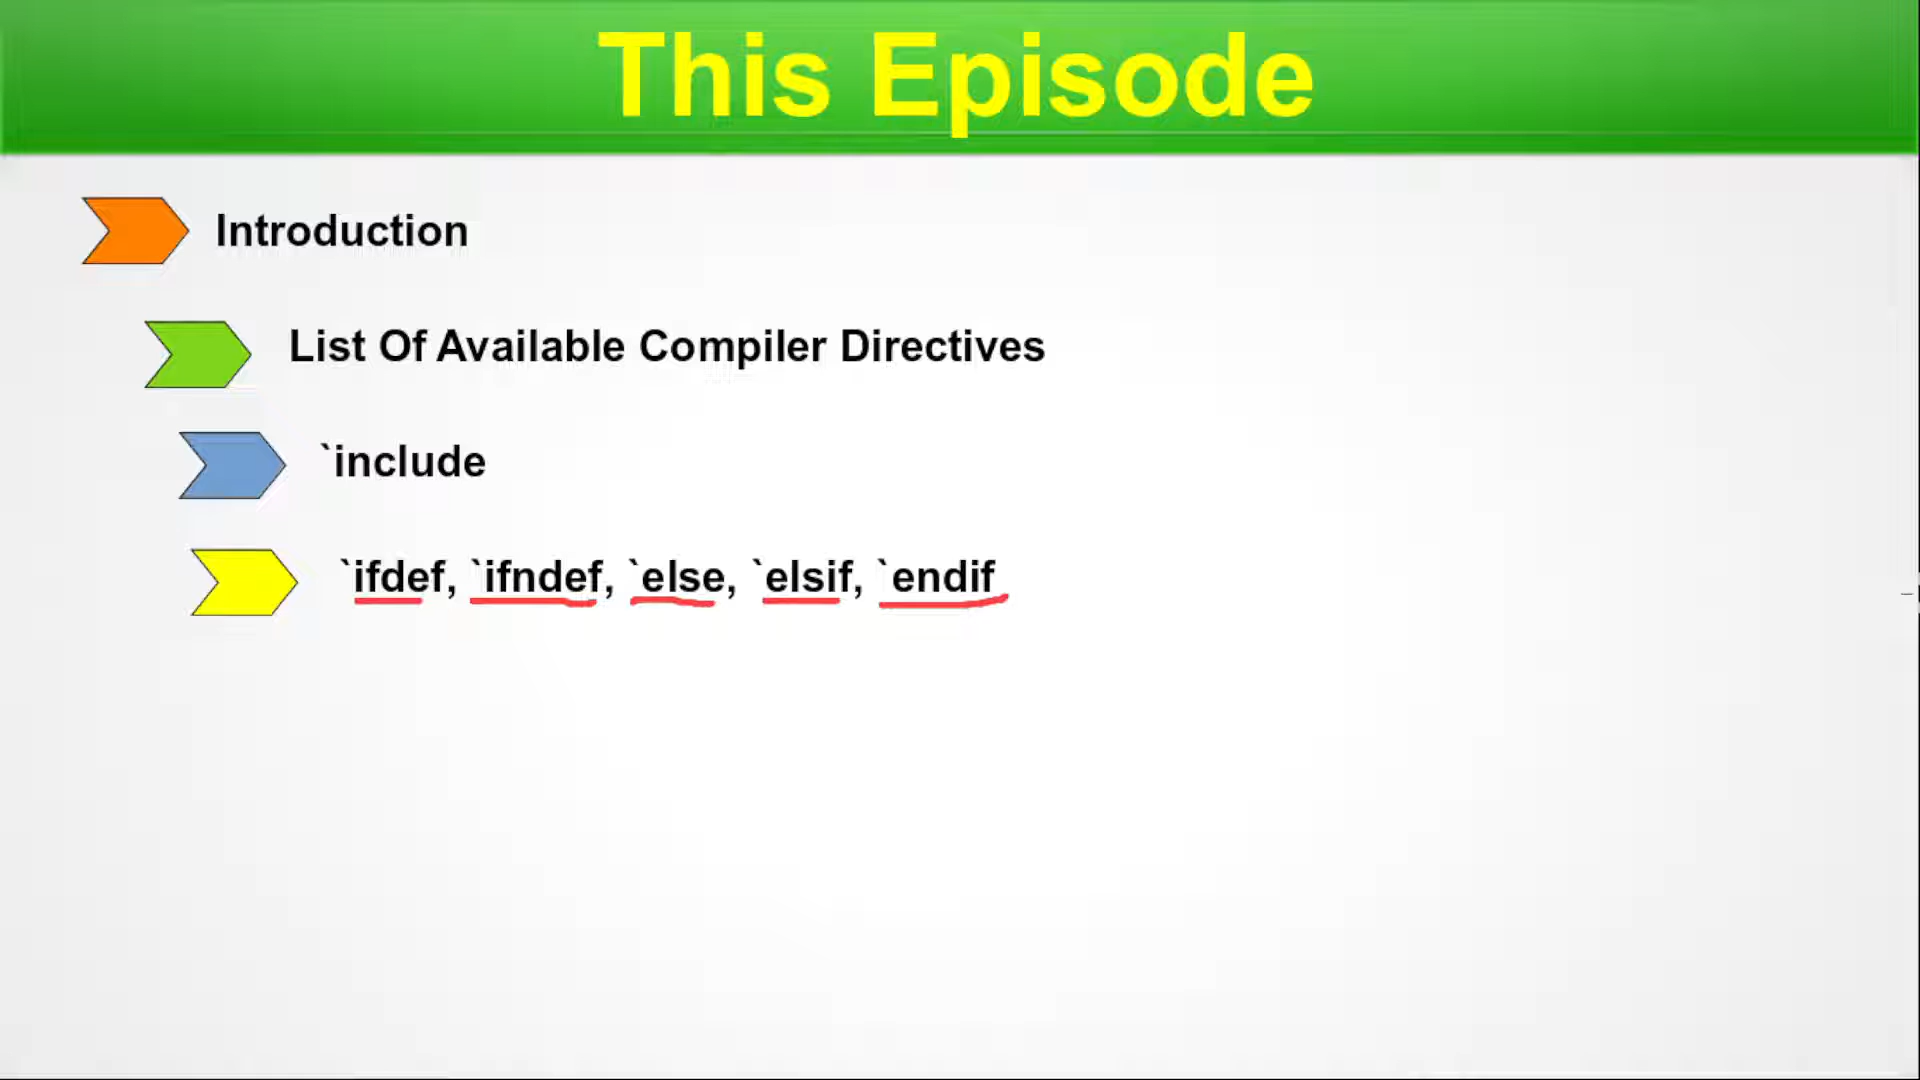 This Episode
Introduction
List Of Available Compiler Directives
`include
`ifdef, `ifndef, `else, `elsif, `endif